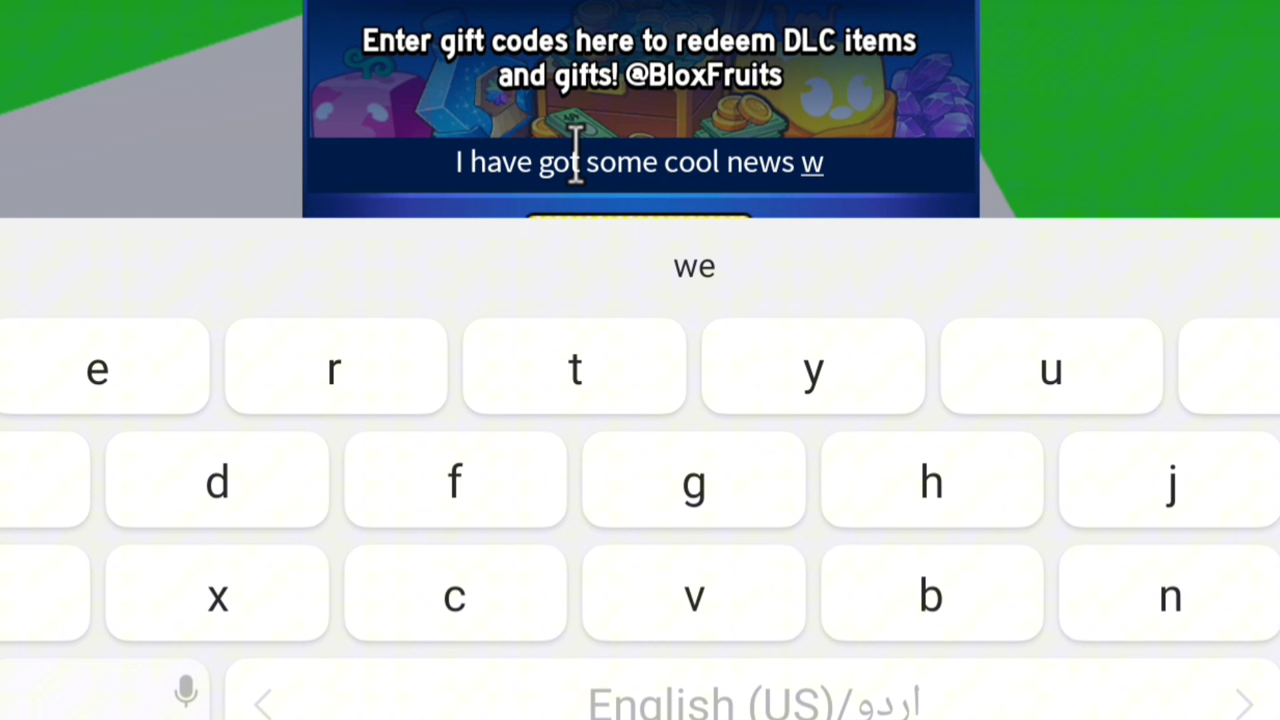 Enter gift codes here to redeem DLC items
and gifts! @BloxFruits
I have got some cool news w
we
e r t y u
d f g h j
x c v b n
English (US)/اردو